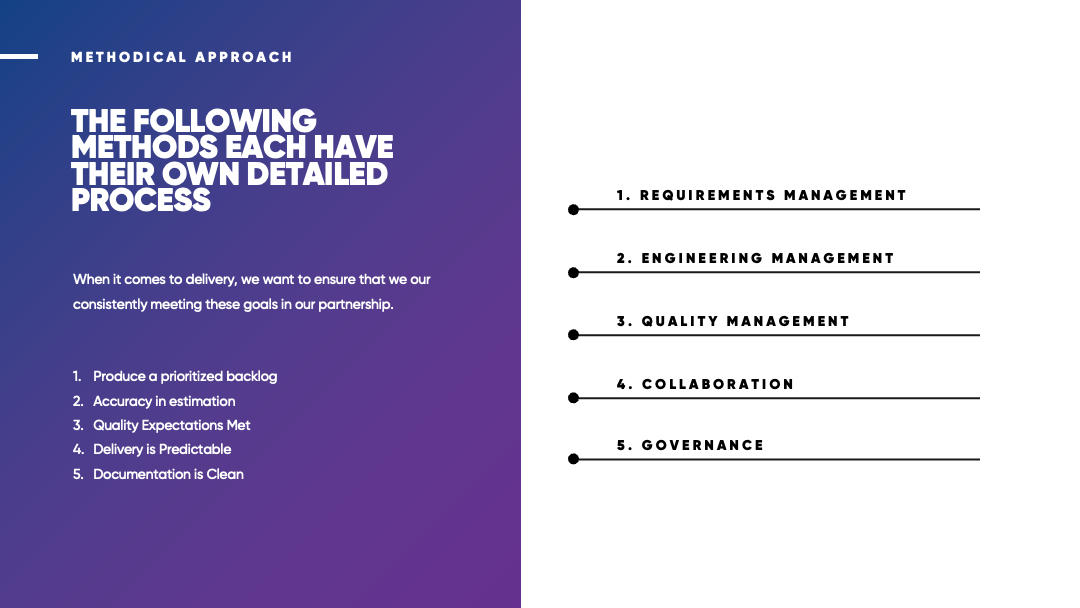 METHODICAL APPROACH
THE FOLLOWING
METHODS EACH HAVE
THEIR OWN DETAILED
PROCESS
When it comes to delivery, we want to ensure that we our
consistently meeting these goals in our partnership.
1. Produce a prioritized backlog
2. Accuracy in estimation
3. Quality Expectations Met
4. Delivery is Predictable
5. Documentation is Clean
1. REQUIREMENTS MANAGEMENT
2. ENGINEERING MANAGEMENT
3. QUALITY MANAGEMENT
4. COLLABORATION
5. GOVERNANCE